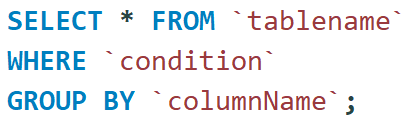 SELECT * FROM `tablename`
WHERE `condition`
GROUP BY `columnName`;